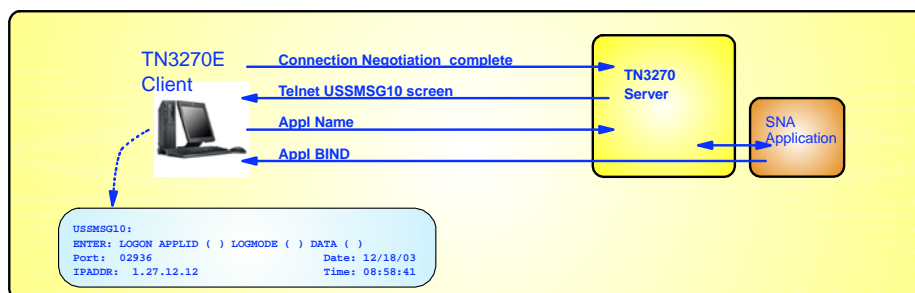 TN3270E
Client
Connection Negotiation complete
Telnet USSMSG10 screen
Appl Name
Appl BIND
TN3270
Server
SNA
Application
USSMSG10:
ENTER: LOGON APPLID ( ) LOGMODE ( ) DATA ( )
Port: 02936 Date: 12/18/03
IPADDR: 1.27.12.12 Time: 08:58:41